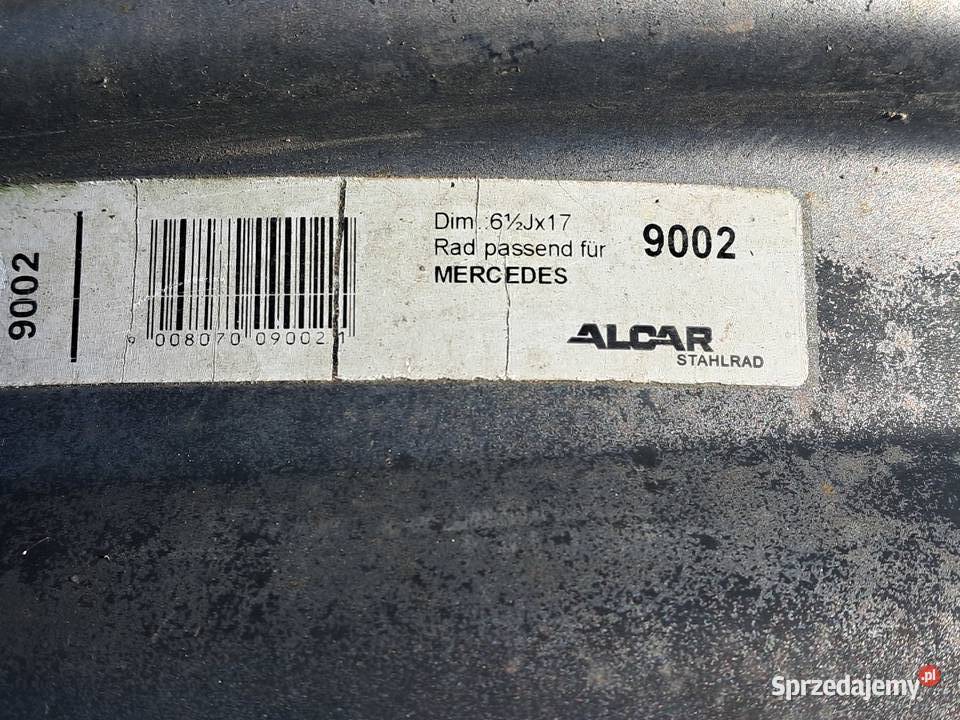 9002
9 008070 090021
Dim.:6½Jx17
Rad passend für
MERCEDES
9002
ALCAR
STAHLRAD
Sprzedajemy.pl